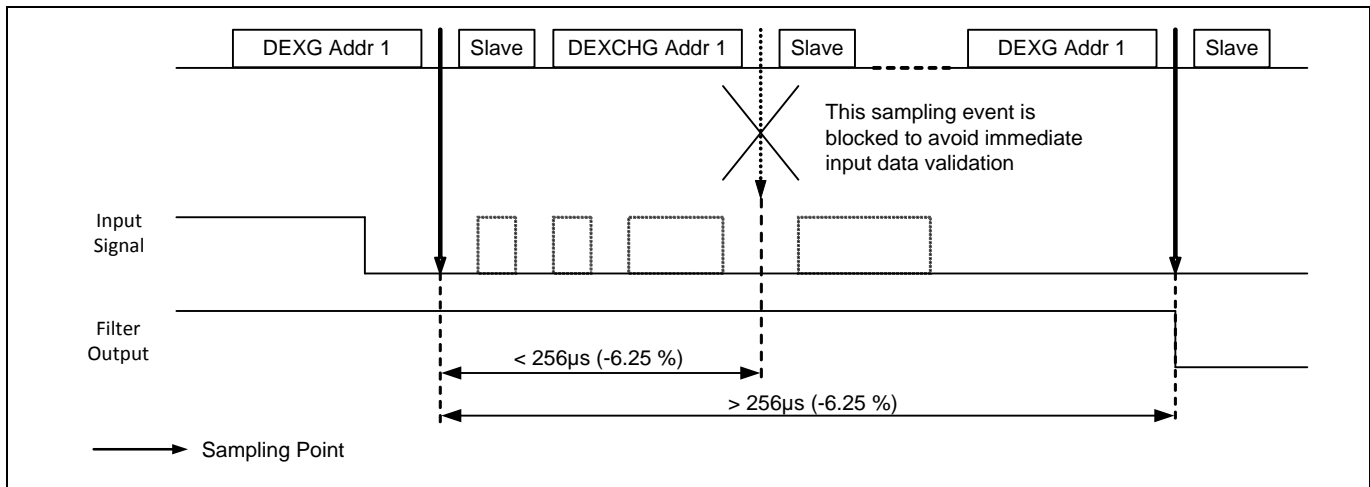 DEXG Addr 1
Slave
DEXCHG Addr 1
Slave
DEXG Addr 1
Slave
This sampling event is
blocked to avoid immediate
input data validation
Input
Signal
Filter
Output
< 256µs (-6.25 %)
> 256µs (-6.25 %)
Sampling Point